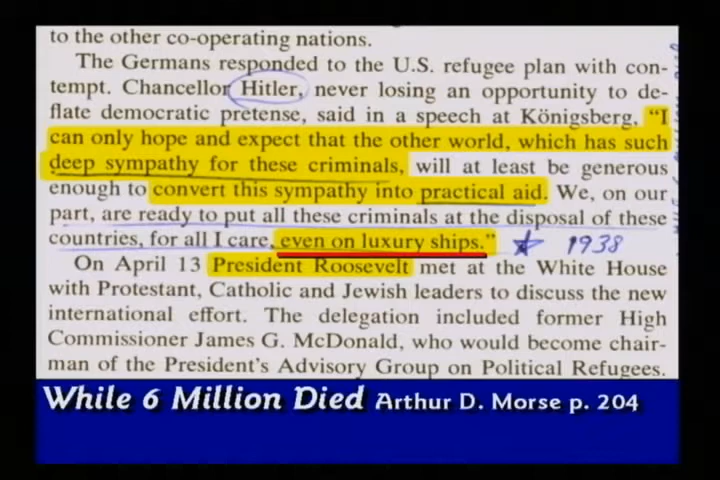 to the other co-operating nations.
The Germans responded to the U.S. refugee plan with con-
tempt. Chancellor Hitler, never losing an opportunity to de-
flate democratic pretense, said in a speech at Königsberg, "I
can only hope and expect that the other world, which has such
deep sympathy for these criminals, will at least be generous
enough to convert this sympathy into practical aid. We, on our
part, are ready to put all these criminals at the disposal of these
countries, for all I care, even on luxury ships." 1938
On April 13 President Roosevelt met at the White House
with Protestant, Catholic and Jewish leaders to discuss the new
international effort. The delegation included former High
Commissioner James G. McDonald, who would become chair-
man of the President's Advisory Group on Political Refugees.
While 6 Million Died Arthur D. Morse p. 204